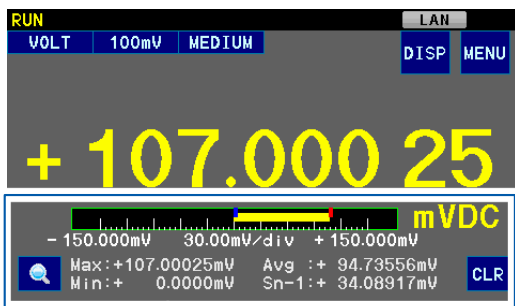 RUN LAN
VOLT 100mV MEDIUM DISP MENU
+ 107.000 25
mVDC
- 150.000mV 30.00mV/div + 150.000mV
Max:+107.00025mV Avg :+ 94.73556mV
Min:+ 0.0000mV Sn-1:+ 34.08917mV CLR